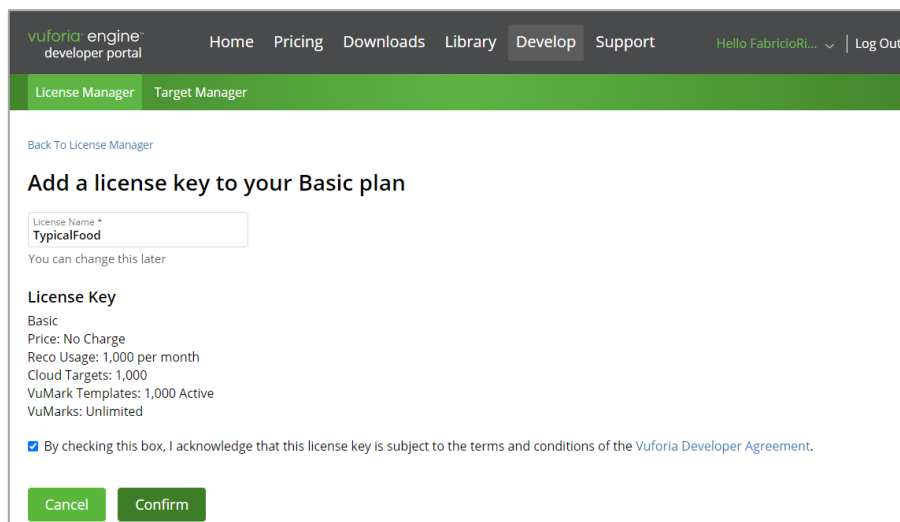 vuforia engine™
developer portal
Home Pricing Downloads Library Develop Support
Hello FabricioRi... | Log Out
License Manager Target Manager
Back To License Manager
Add a license key to your Basic plan
License Name *
TypicalFood
You can change this later
License Key
Basic
Price: No Charge
Reco Usage: 1,000 per month
Cloud Targets: 1,000
VuMark Templates: 1,000 Active
VuMarks: Unlimited
By checking this box, I acknowledge that this license key is subject to the terms and conditions of the Vuforia Developer Agreement.
Cancel Confirm